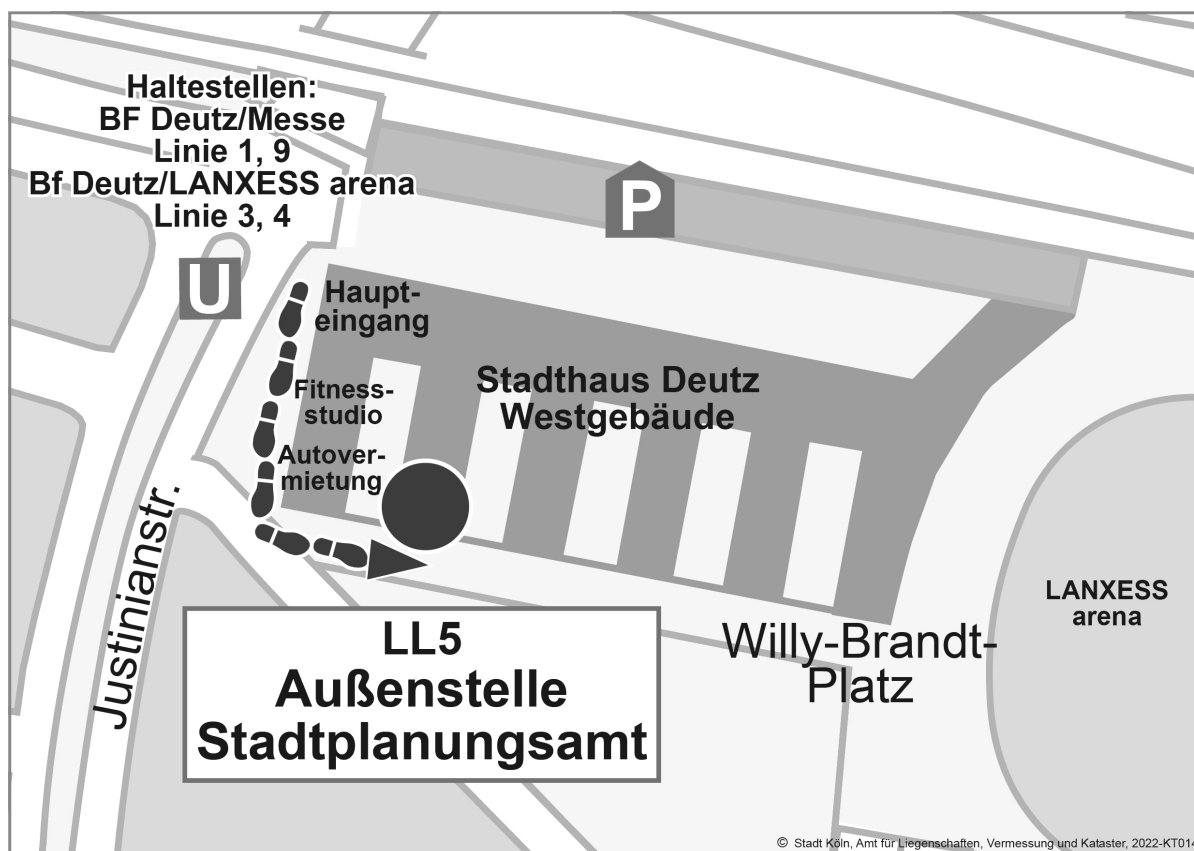 Haltestellen:
BF Deutz/Messe
Linie 1, 9
Bf Deutz/LANXESS arena
Linie 3, 4
P
U
Haupt-
eingang
Fitness-
studio
Autover-
mietung
Stadthaus Deutz
Westgebäude
Justinianstr.
LL5
Außenstelle
Stadtplanungsamt
Willy-Brandt-
Platz
LANXESS
arena
© Stadt Köln, Amt für Liegenschaften, Vermessung und Kataster, 2022-KT014